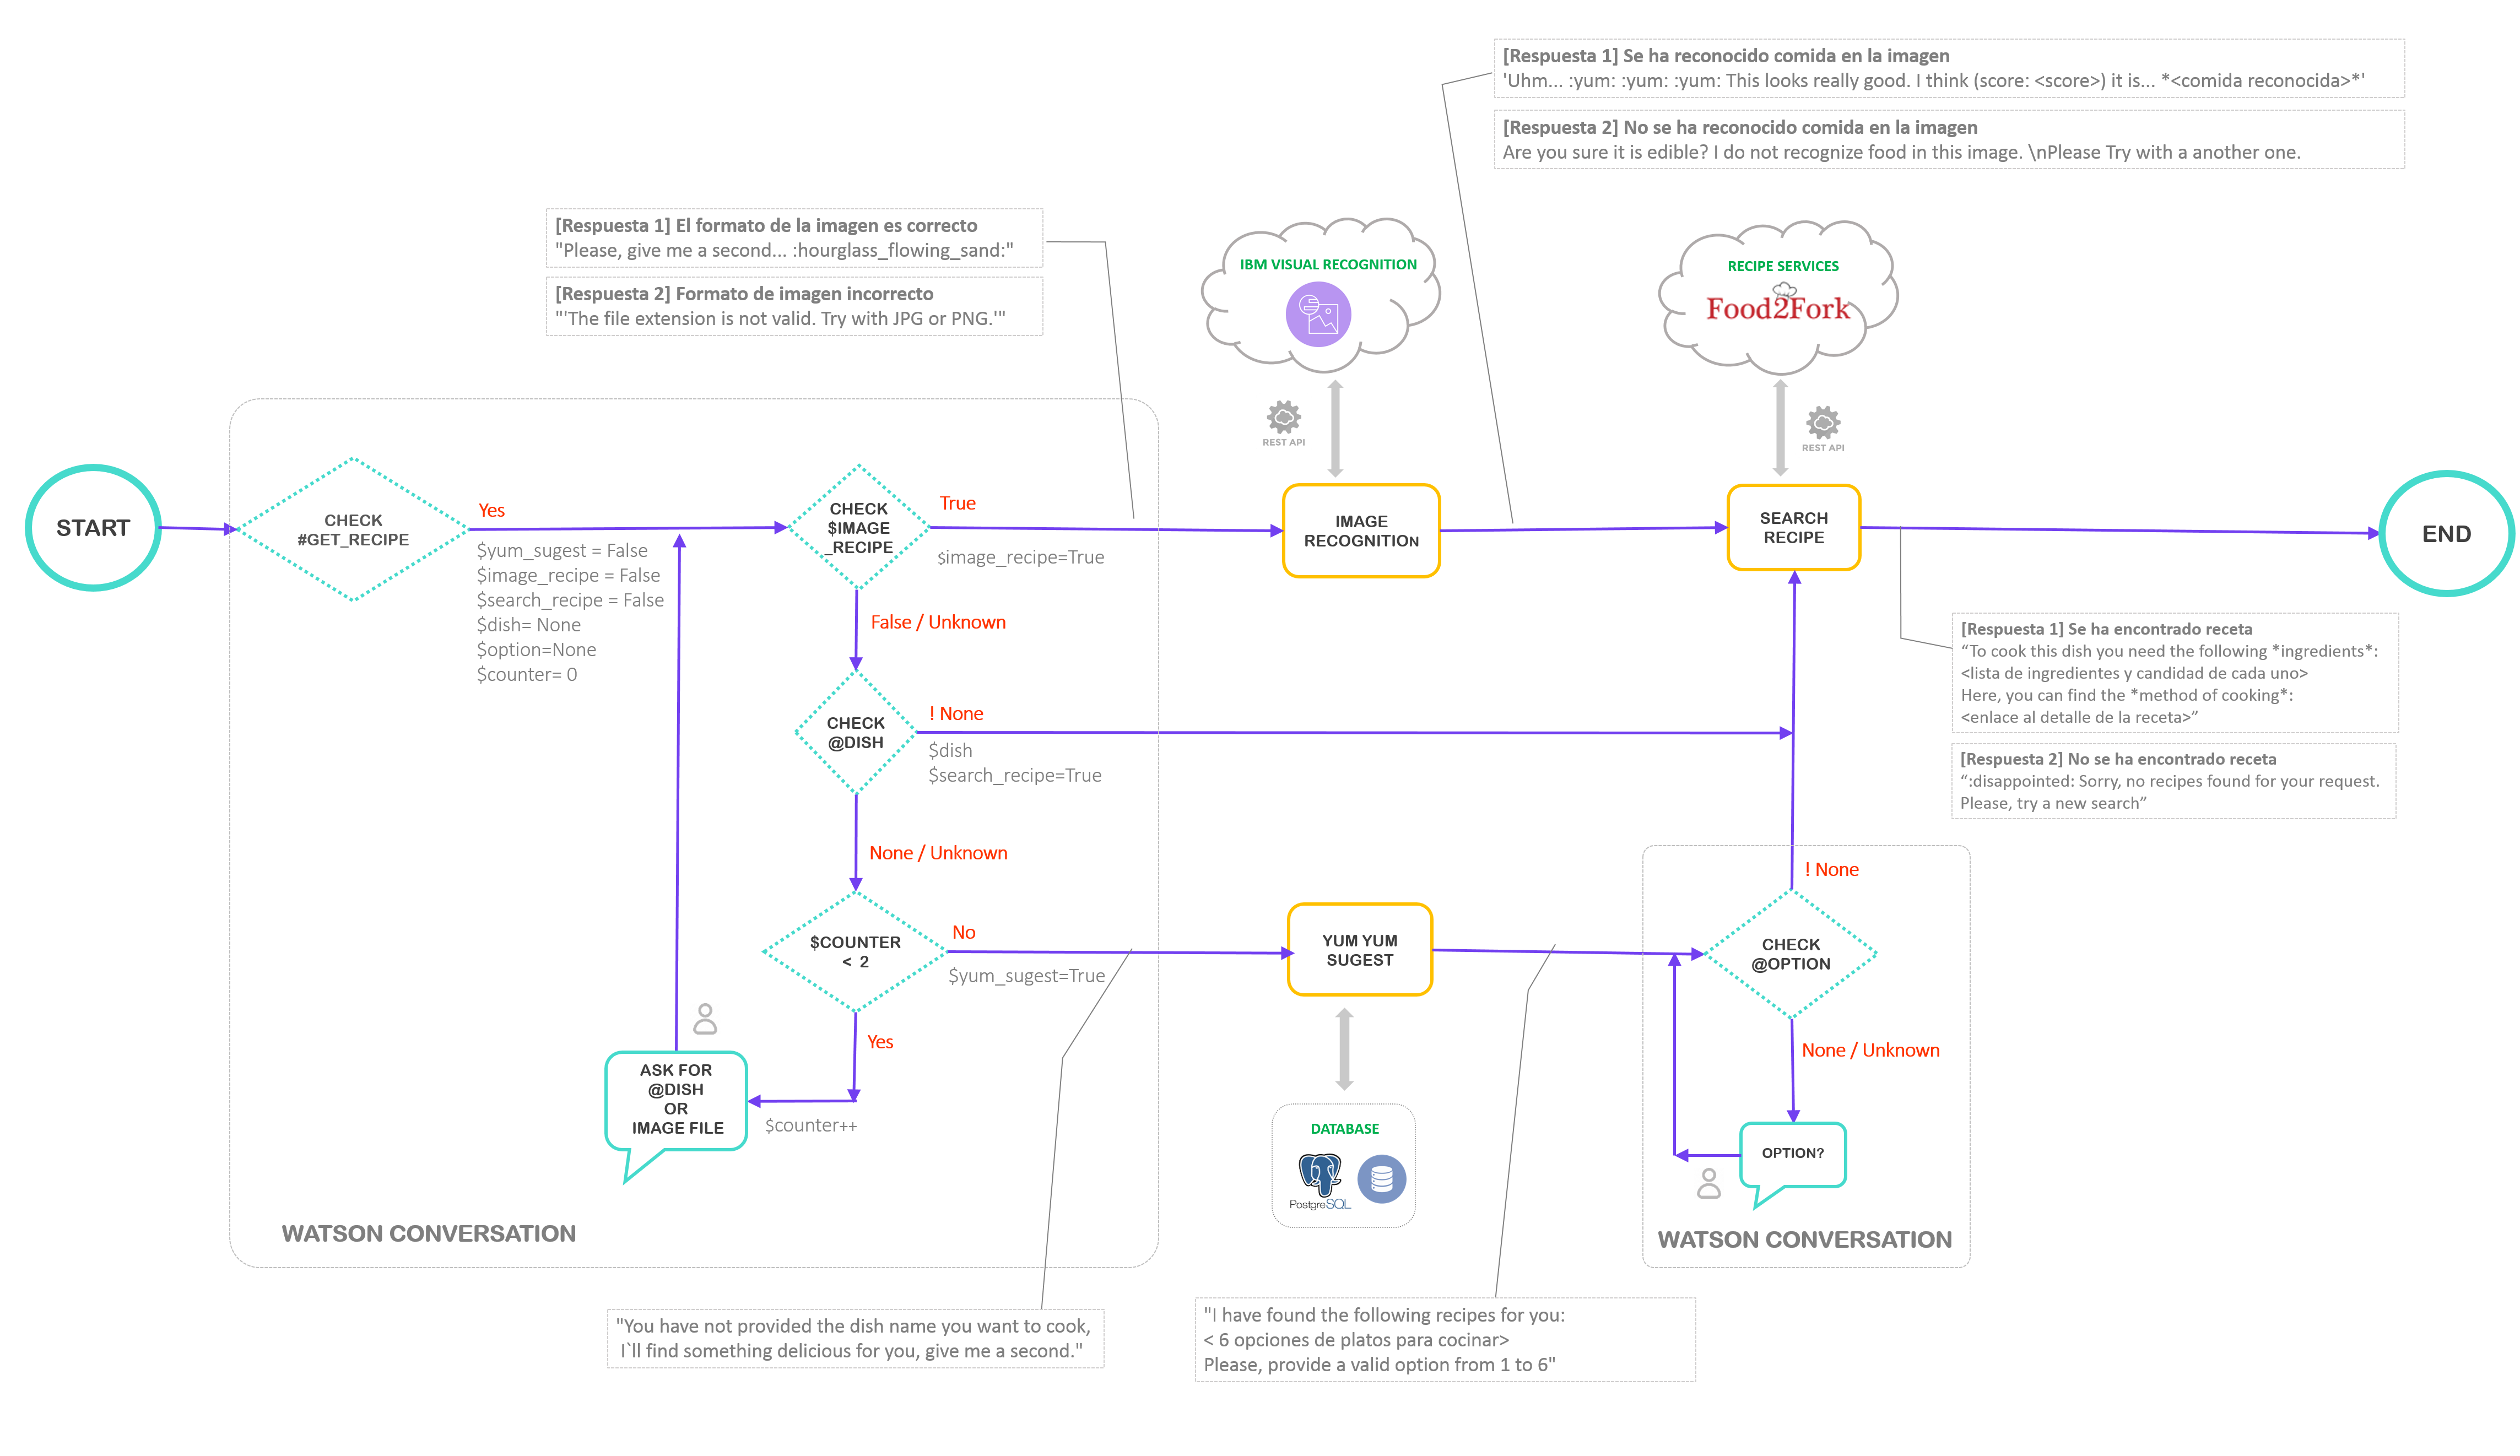 [Respuesta 1] Se ha reconocido comida en la imagen
'Uhm... :yum: :yum: :yum: This looks really good. I think (score: <score>) it is... *<comida reconocida>*'
[Respuesta 2] No se ha reconocido comida en la imagen
Are you sure it is edible? I do not recognize food in this image. \nPlease Try with a another one.
[Respuesta 1] El formato de la imagen es correcto
"Please, give me a second... :hourglass_flowing_sand:"
[Respuesta 2] Formato de imagen incorrecto
"'The file extension is not valid. Try with JPG or PNG.'"
IBM VISUAL RECOGNITION
RECIPE SERVICES
Food2Fork
REST API
REST API
START
CHECK
#GET_RECIPE
Yes
$yum_sugest = False
$image_recipe = False
$search_recipe = False
$dish= None
$option=None
$counter= 0
CHECK
$IMAGE
_RECIPE
True
$image_recipe=True
IMAGE
RECOGNITION
SEARCH
RECIPE
END
False / Unknown
[Respuesta 1] Se ha encontrado receta
“To cook this dish you need the following *ingredients*:
<lista de ingredientes y candidad de cada uno>
Here, you can find the *method of cooking*:
<enlace al detalle de la receta>”
[Respuesta 2] No se ha encontrado receta
“:disappointed: Sorry, no recipes found for your request.
Please, try a new search”
CHECK
@DISH
! None
$dish
$search_recipe=True
None / Unknown
$COUNTER
< 2
No
$yum_sugest=True
Yes
$counter++
ASK FOR
@DISH
OR
IMAGE FILE
YUM YUM
SUGEST
DATABASE
PostgreSQL
! None
CHECK
@OPTION
None / Unknown
OPTION?
WATSON CONVERSATION
WATSON CONVERSATION
"You have not provided the dish name you want to cook,
I`ll find something delicious for you, give me a second."
"I have found the following recipes for you:
< 6 opciones de platos para cocinar>
Please, provide a valid option from 1 to 6"